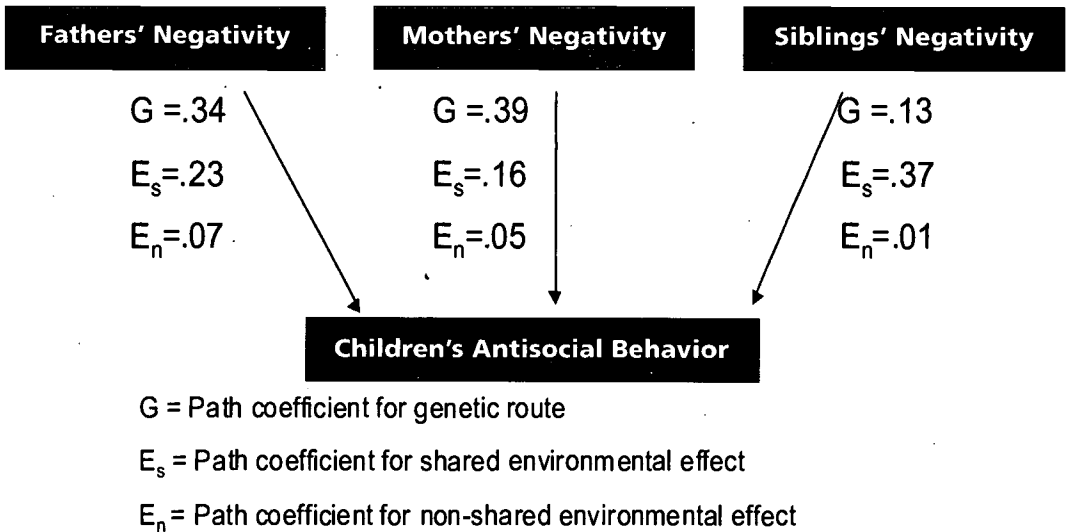 Fathers' Negativity Mothers' Negativity Siblings' Negativity
G =.34 G =.39 G =.13
Eₛ=.23 Eₛ=.16 Eₛ=.37
Eₙ=.07 Eₙ=.05 Eₙ=.01
Children's Antisocial Behavior
G = Path coefficient for genetic route
Eₛ = Path coefficient for shared environmental effect
Eₙ = Path coefficient for non-shared environmental effect